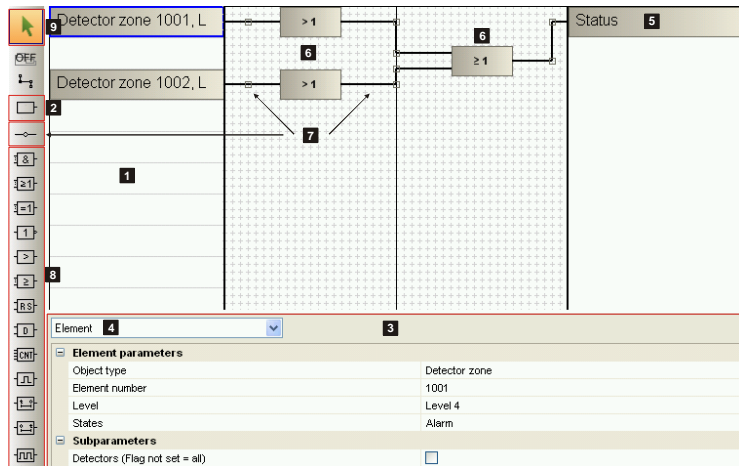 9 Detector zone 1001, L > 1 6 Status 5
OFF
6
≥ 1
Detector zone 1002, L > 1
2
7
&
1
≥1
=1
1
>
≥ 8
RS
D Element 4 3
Element parameters
CNT Object type Detector zone
Element number 1001
Level Level 4
States Alarm
Subparameters
Detectors (Flag not set = all)